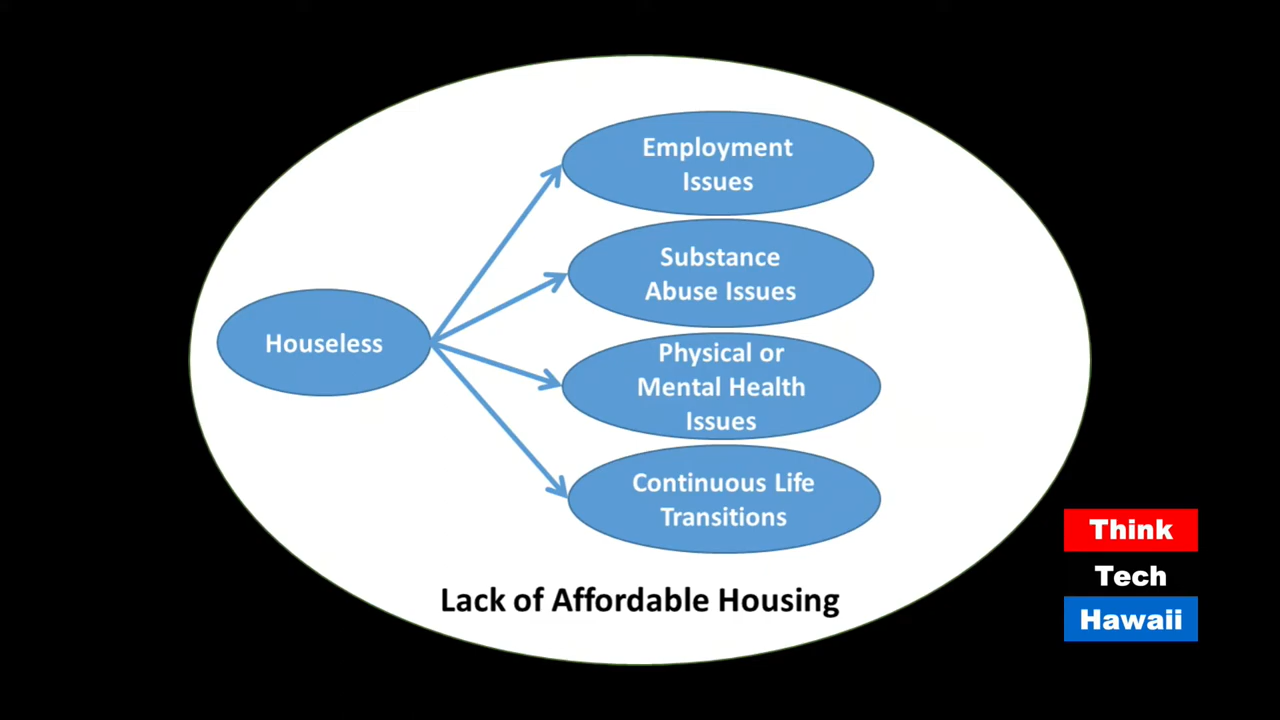 Employment
Issues
Substance
Abuse Issues
Houseless
Physical or
Mental Health
Issues
Continuous Life
Transitions
Lack of Affordable Housing
Think
Tech
Hawaii